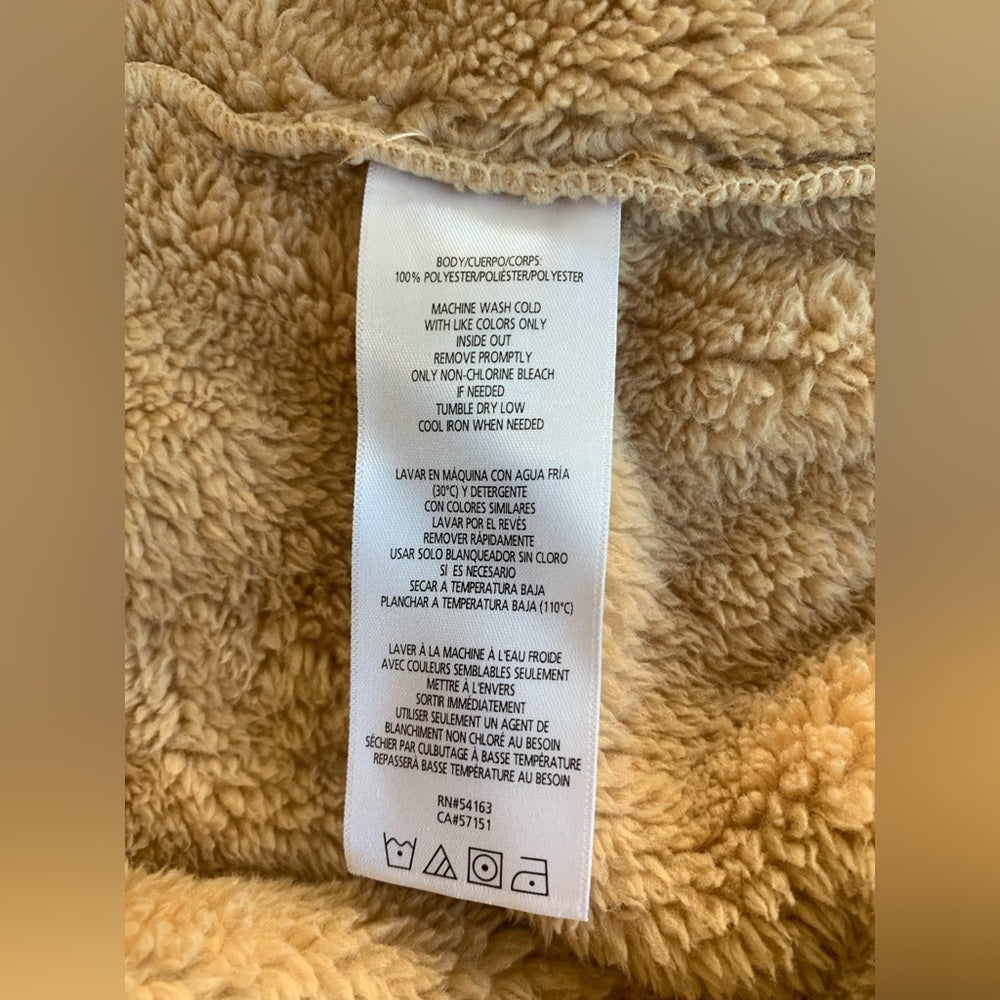 BODY/CUERPO/CORPS:
100% POLYESTER/POLIÉSTER/POLYESTER
MACHINE WASH COLD
WITH LIKE COLORS ONLY
INSIDE OUT
REMOVE PROMPTLY
ONLY NON-CHLORINE BLEACH
IF NEEDED
TUMBLE DRY LOW
COOL IRON WHEN NEEDED
LAVAR EN MÁQUINA CON AGUA FRÍA
(30°C) Y DETERGENTE
CON COLORES SIMILARES
LAVAR POR EL REVÉS
REMOVER RÁPIDAMENTE
USAR SOLO BLANQUEADOR SIN CLORO
SI ES NECESARIO
SECAR A TEMPERATURA BAJA
PLANCHAR A TEMPERATURA BAJA (110°C)
LAVER À LA MACHINE À L'EAU FROIDE
AVEC COULEURS SEMBLABLES SEULEMENT
METTRE À L'ENVERS
SORTIR IMMÉDIATEMENT
UTILISER SEULEMENT UN AGENT DE
BLANCHIMENT NON CHLORÉ AU BESOIN
SÉCHER PAR CULBUTAGE À BASSE TEMPÉRATURE
REPASSERÀ BASSE TEMPÉRATURE AU BESOIN
RN#54163
CA#57151